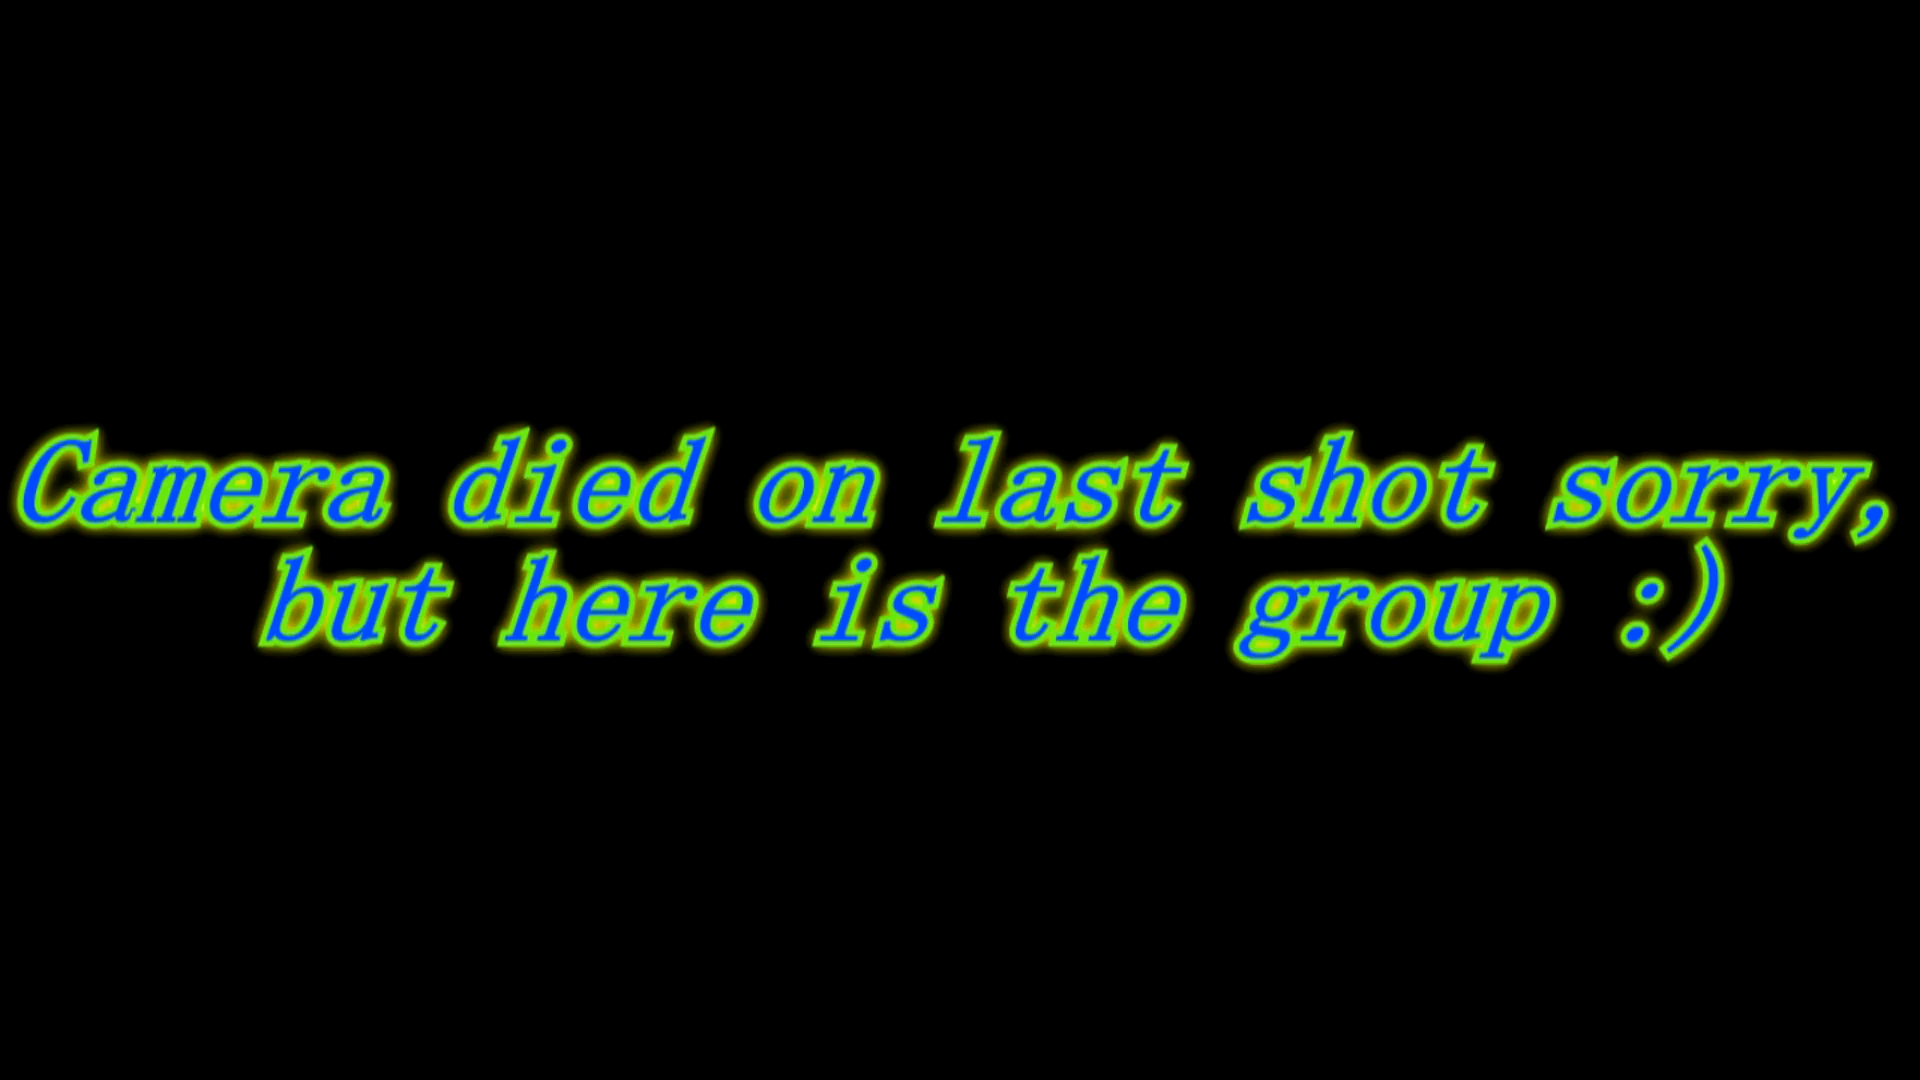 Camera died on last shot sorry,
but here is the group :)